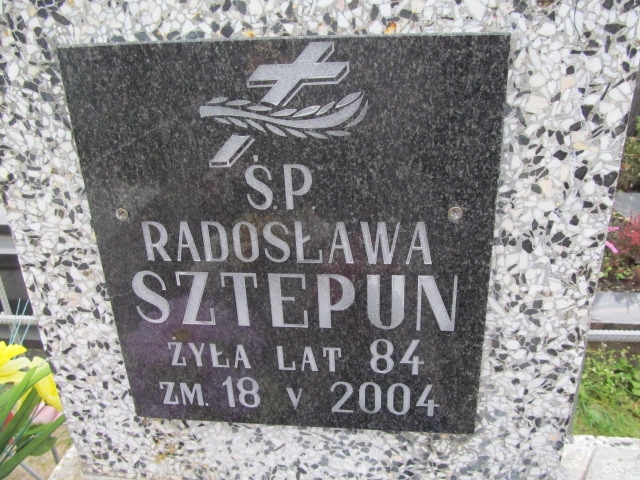 Ś.P.
RADOSŁAWA
SZTEPUN
ŻYŁA LAT 84
ZM. 18 V 2004